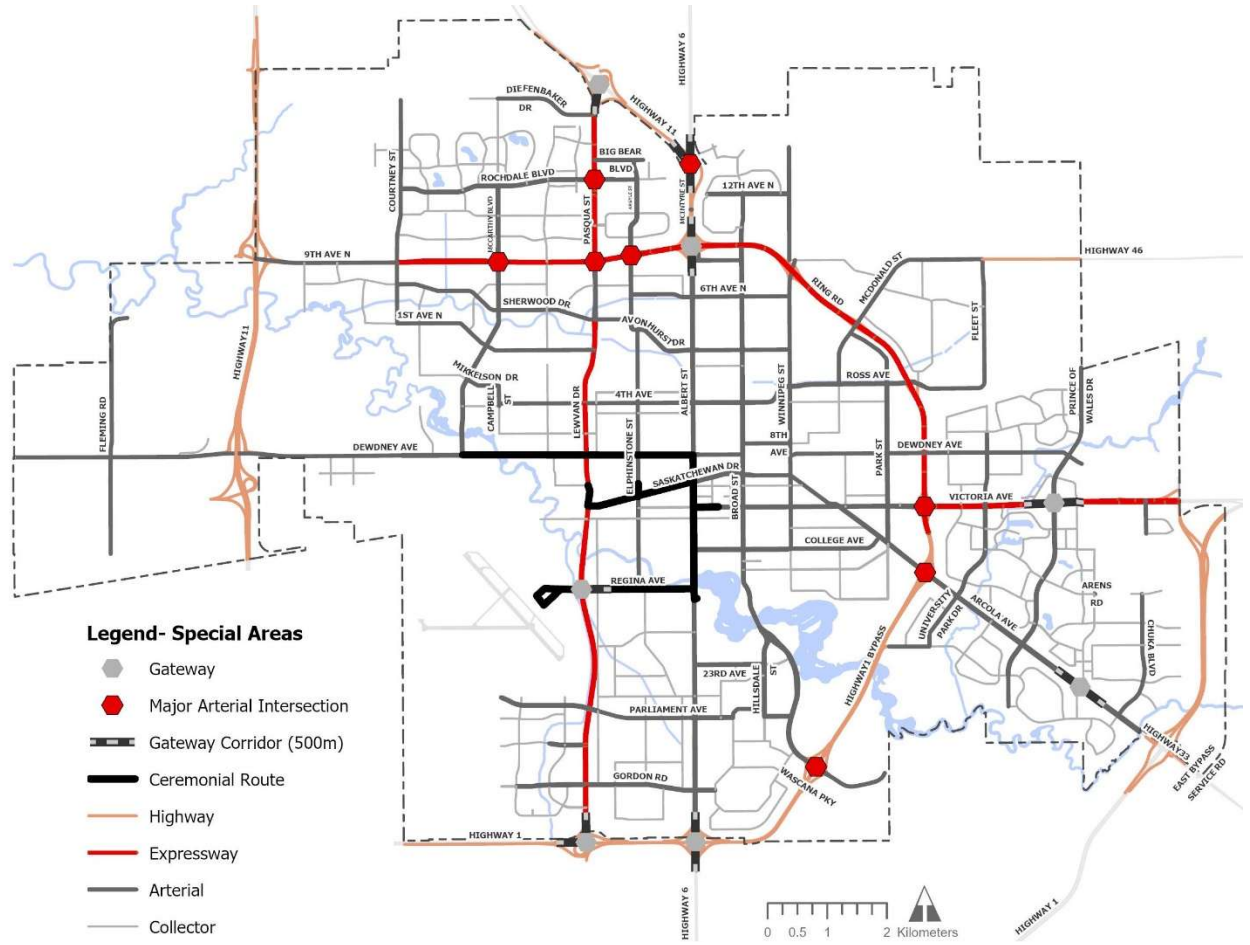 HIGHWAY 6
DIEFENBAKER
DR
HIGHWAY 11
COURTNEY ST
BIG BEAR
BLVD
ROCHDALE BLVD
MCCARTHY BLVD
PASQUA ST
MCINTYRE ST
12TH AVE N
9TH AVE N
HIGHWAY 46
RING RD
MCDONALD ST
FLEET ST
6TH AVE N
SHERWOOD DR
1ST AVE N
AVONHURST DR
HIGHWAY11
MIKKELSON DR
CAMPBELL
ST
LEWVAN DR
4TH AVE
ALBERT ST
WINNIPEG ST
ROSS AVE
PRINCE OF
WALES DR
FLEMING RD
DEWDNEY AVE
ELPHINSTONE ST
SASKATCHEWAN DR
8TH
AVE
BROAD ST
PARK ST
DEWDNEY AVE
VICTORIA AVE
COLLEGE AVE
REGINA AVE
ARENS
RD
UNIVERSITY
PARK DR
ARCOLA AVE
CHUKA BLVD
HIGHWAY1 BYPASS
23RD AVE
HILLSDALE
ST
PARLIAMENT AVE
GORDON RD
WASCANA PKY
HIGHWAY33
EAST BYPASS
SERVICE RD
HIGHWAY 1
HIGHWAY 6
HIGHWAY 1
Legend- Special Areas
Gateway
Major Arterial Intersection
Gateway Corridor (500m)
Ceremonial Route
Highway
Expressway
Arterial
Collector
0 0.5 1 2 Kilometers